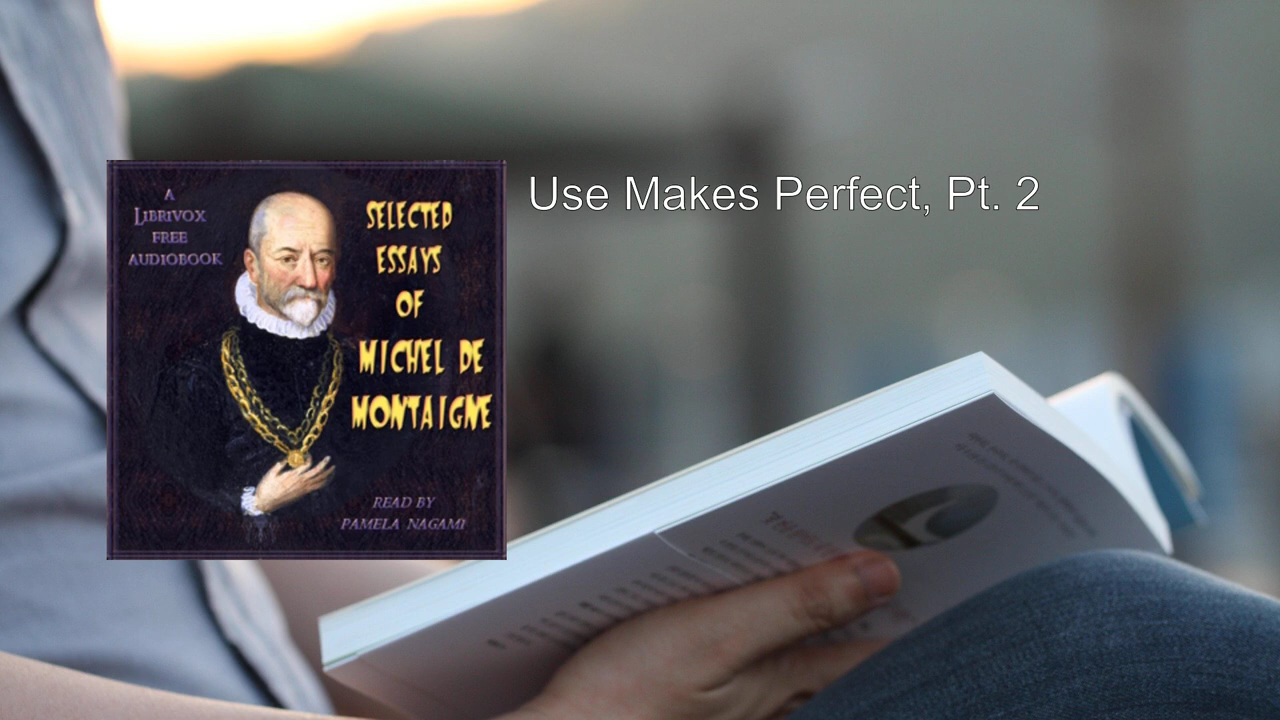 Use Makes Perfect, Pt. 2
A
LIBRIVOX
FREE
AUDIOBOOK
SELECTED
ESSAYS
OF
MICHEL DE
MONTAIGNE
READ BY
PAMELA NAGAMI